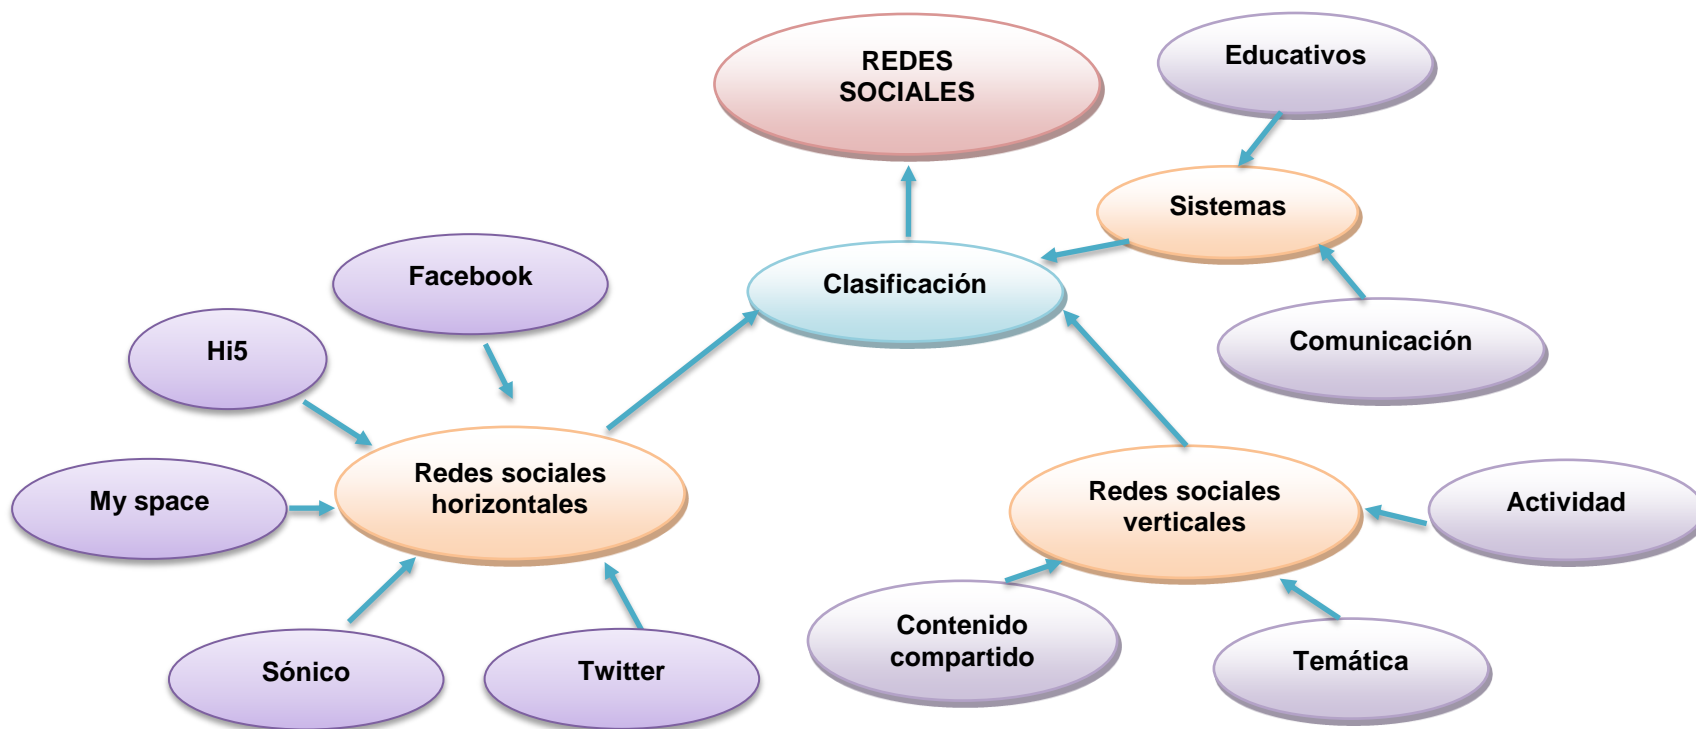 REDES
SOCIALES
Educativos
Sistemas
Clasificación
Comunicación
Facebook
Hi5
My space
Redes sociales
horizontales
Sónico
Twitter
Redes sociales
verticales
Actividad
Contenido
compartido
Temática